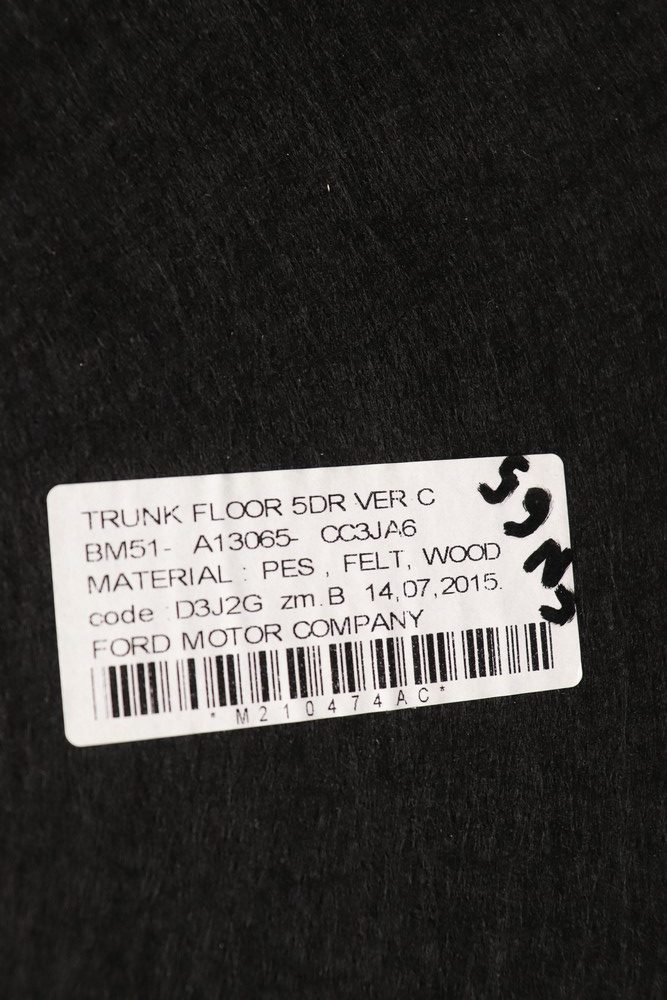 TRUNK FLOOR 5DR VER C
BM51- A13065- CC3JA6
MATERIAL : PES , FELT, WOOD
code : D3J2G zm.B 14,07,2015.
FORD MOTOR COMPANY
*M210474AC*